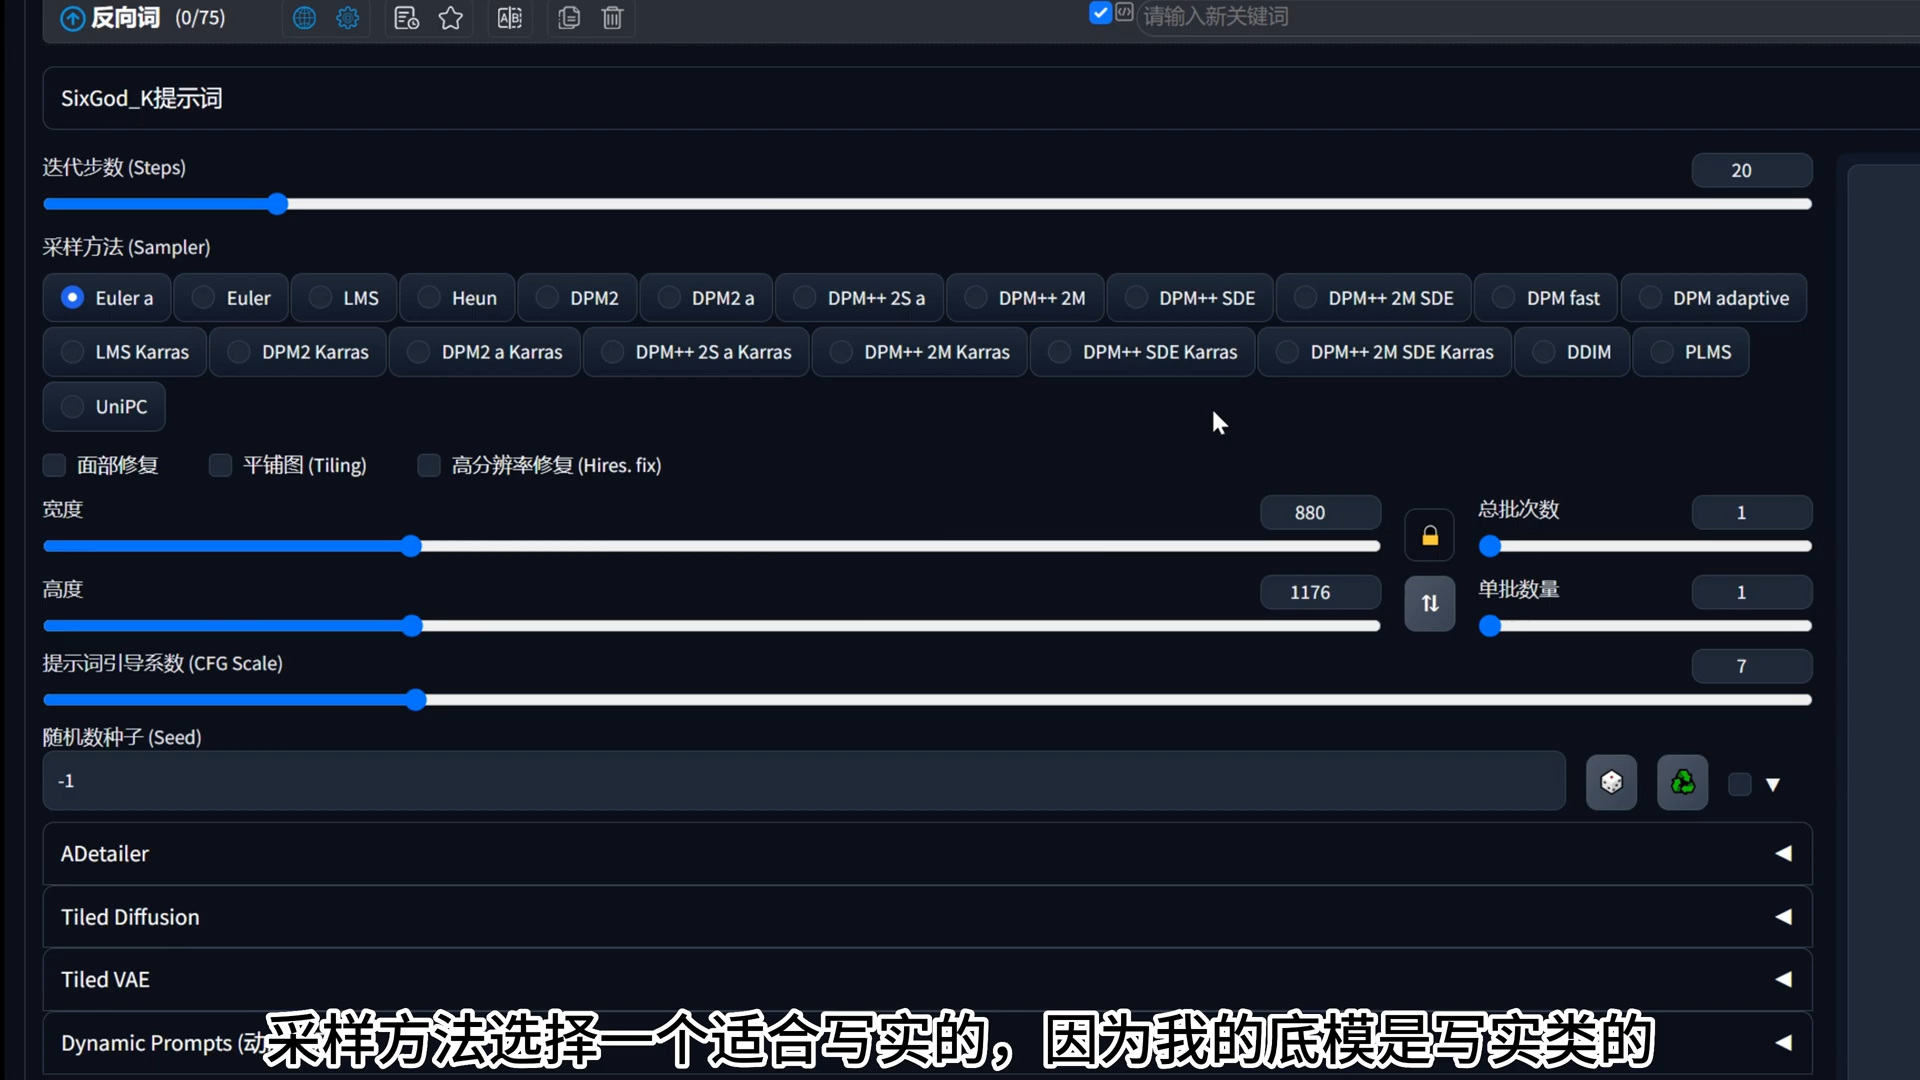 反向词 (0/75) 请输入新关键词
SixGod_K提示词
迭代步数 (Steps) 20
采样方法 (Sampler)
Euler a Euler LMS Heun DPM2 DPM2 a DPM++ 2S a DPM++ 2M DPM++ SDE DPM++ 2M SDE DPM fast DPM adaptive
LMS Karras DPM2 Karras DPM2 a Karras DPM++ 2S a Karras DPM++ 2M Karras DPM++ SDE Karras DPM++ 2M SDE Karras DDIM PLMS
UniPC
面部修复 平铺图 (Tiling) 高分辨率修复 (Hires. fix)
宽度 880 总批次数 1
高度 1176 单批数量 1
提示词引导系数 (CFG Scale) 7
随机数种子 (Seed)
-1
ADetailer
Tiled Diffusion
Tiled VAE
Dynamic Prompts (动
采样方法选择一个适合写实的，因为我的底模是写实类的